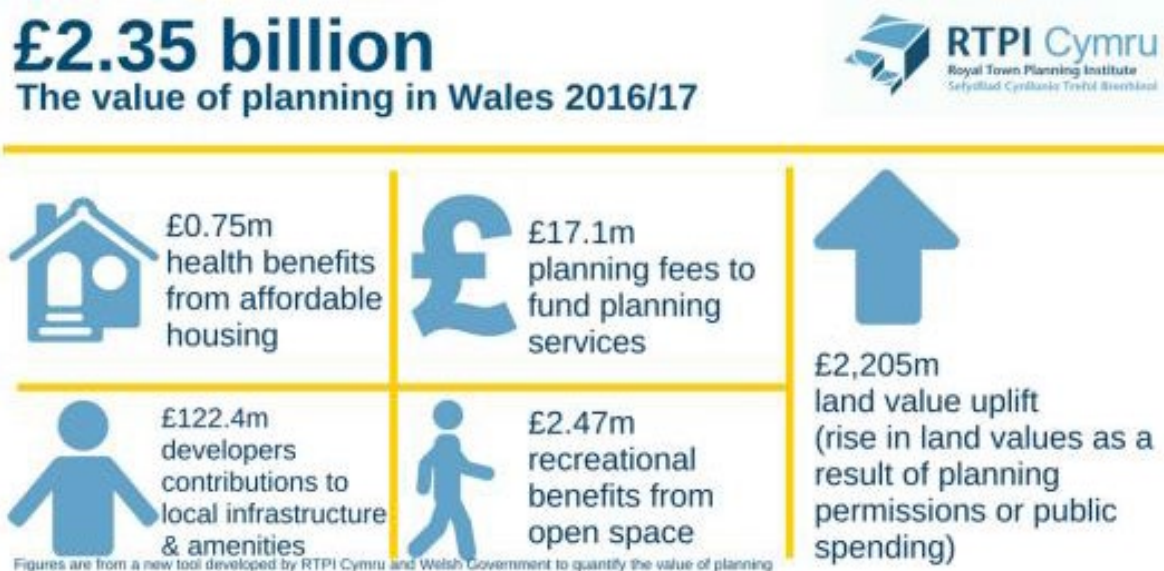 £2.35 billion
The value of planning in Wales 2016/17
RTPI Cymru
Royal Town Planning Institute
Sefydliad Cynllunio Trefol Brenhinol
£0.75m
health benefits
from affordable
housing
£17.1m
planning fees to
fund planning
services
£122.4m
developers
contributions to
local infrastructure
& amenities
£2.47m
recreational
benefits from
open space
£2,205m
land value uplift
(rise in land values as a
result of planning
permissions or public
spending)
Figures are from a new tool developed by RTPI Cymru and Welsh Government to quantify the value of planning